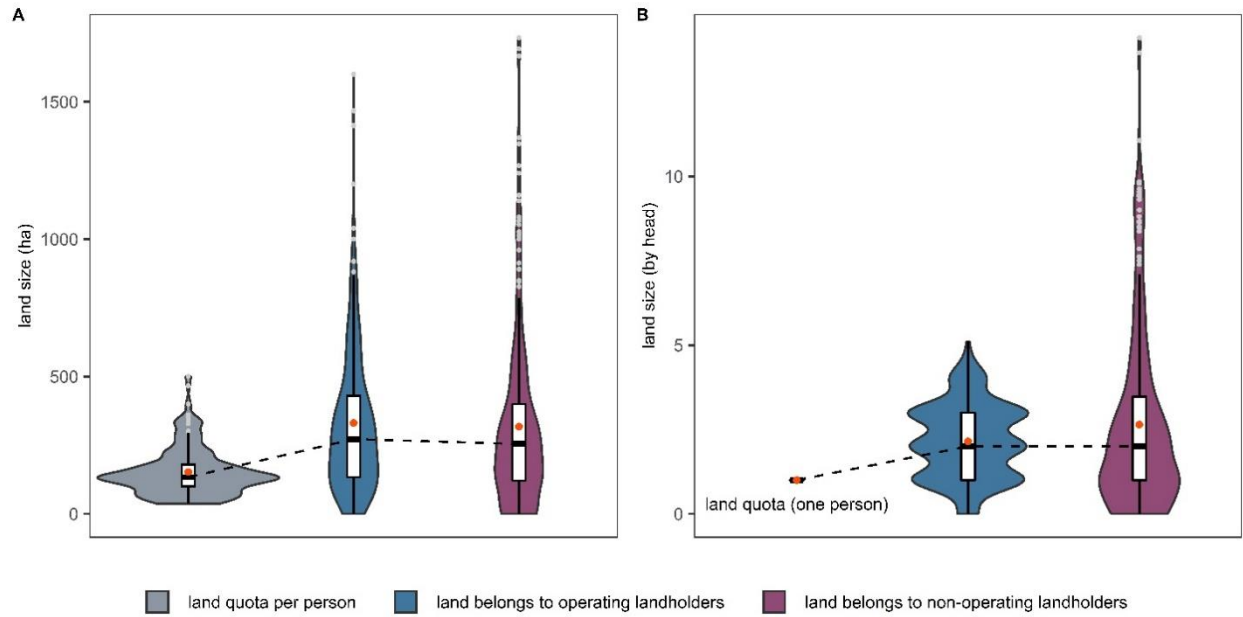 A
B
land size (ha)
1500
1000
500
0
land size (by head)
10
5
0
land quota (one person)
land quota per person
land belongs to operating landholders
land belongs to non-operating landholders